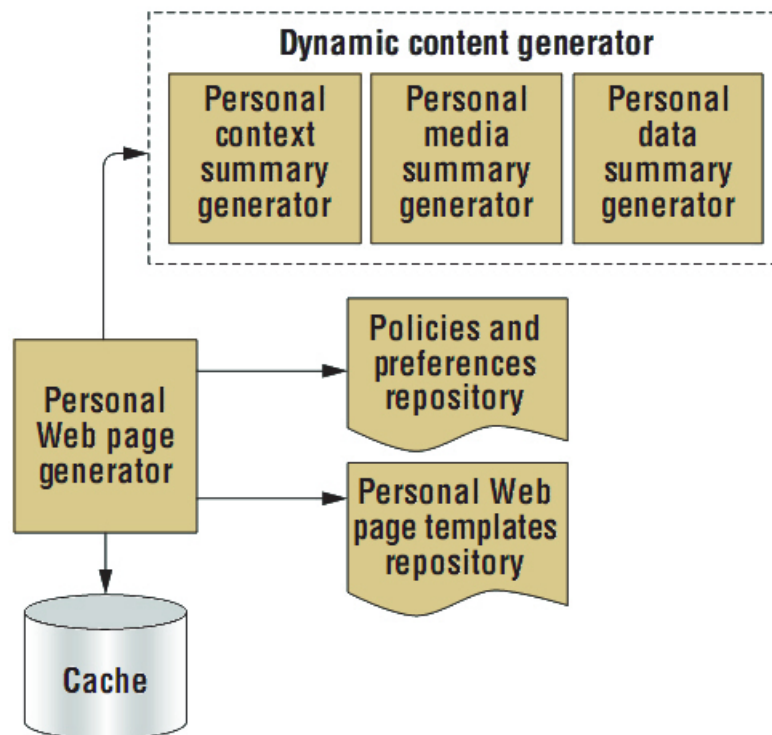 Dynamic content generator
Personal
context
summary
generator
Personal
media
summary
generator
Personal
data
summary
generator
Policies and
preferences
repository
Personal
Web page
generator
Personal Web
page templates
repository
Cache